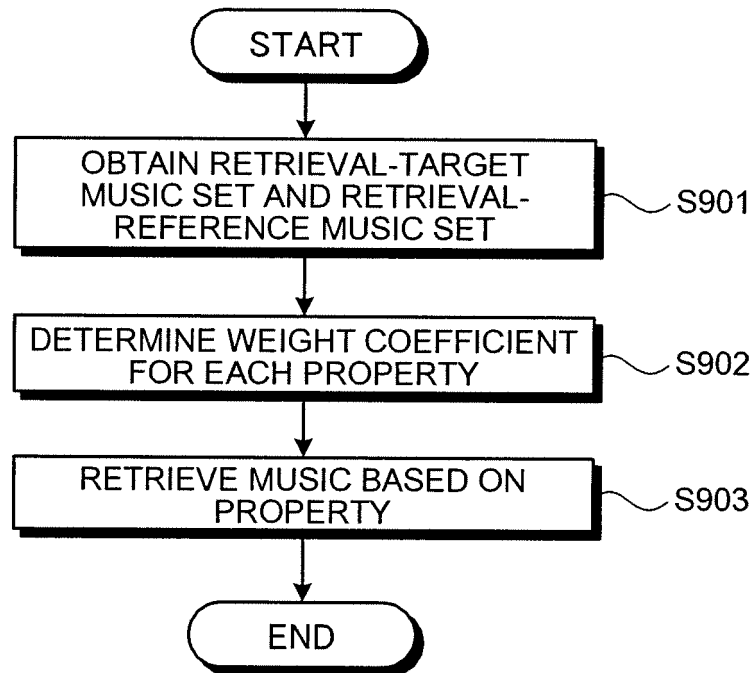 START
OBTAIN RETRIEVAL-TARGET
MUSIC SET AND RETRIEVAL-
REFERENCE MUSIC SET
S901
DETERMINE WEIGHT COEFFICIENT
FOR EACH PROPERTY
S902
RETRIEVE MUSIC BASED ON
PROPERTY
S903
END